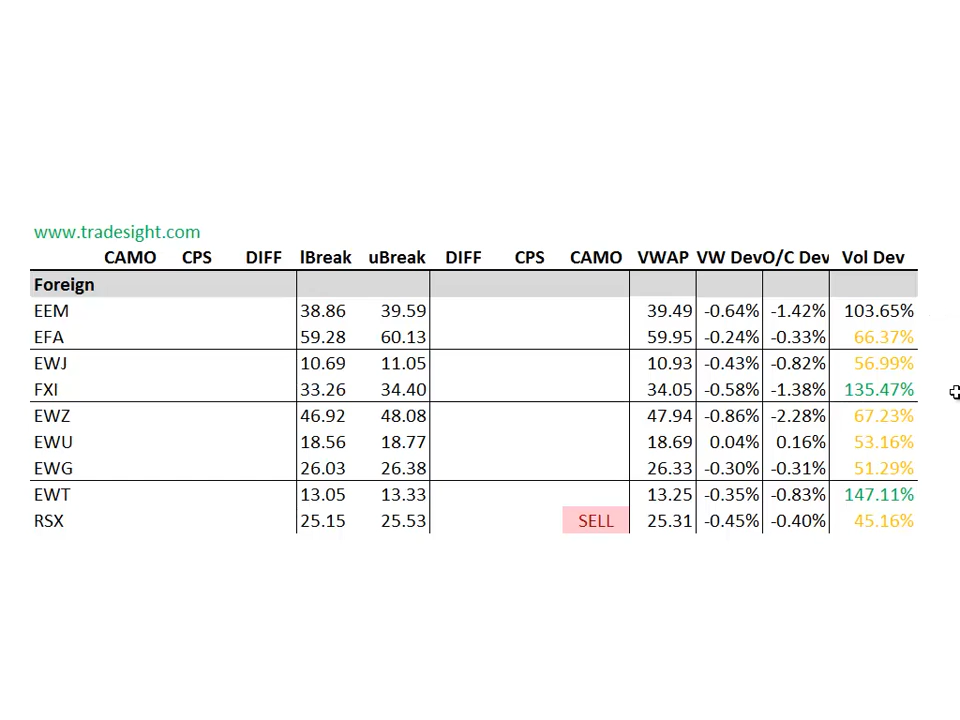 www.tradesight.com
CAMO CPS DIFF lBreak uBreak DIFF CPS CAMO VWAP VW Dev O/C Dev Vol Dev
Foreign
EEM 38.86 39.59 39.49 -0.64% -1.42% 103.65%
EFA 59.28 60.13 59.95 -0.24% -0.33% 66.37%
EWJ 10.69 11.05 10.93 -0.43% -0.82% 56.99%
FXI 33.26 34.40 34.05 -0.58% -1.38% 135.47%
EWZ 46.92 48.08 47.94 -0.86% -2.28% 67.23%
EWU 18.56 18.77 18.69 0.04% 0.16% 53.16%
EWG 26.03 26.38 26.33 -0.30% -0.31% 51.29%
EWT 13.05 13.33 13.25 -0.35% -0.83% 147.11%
RSX 25.15 25.53 SELL 25.31 -0.45% -0.40% 45.16%